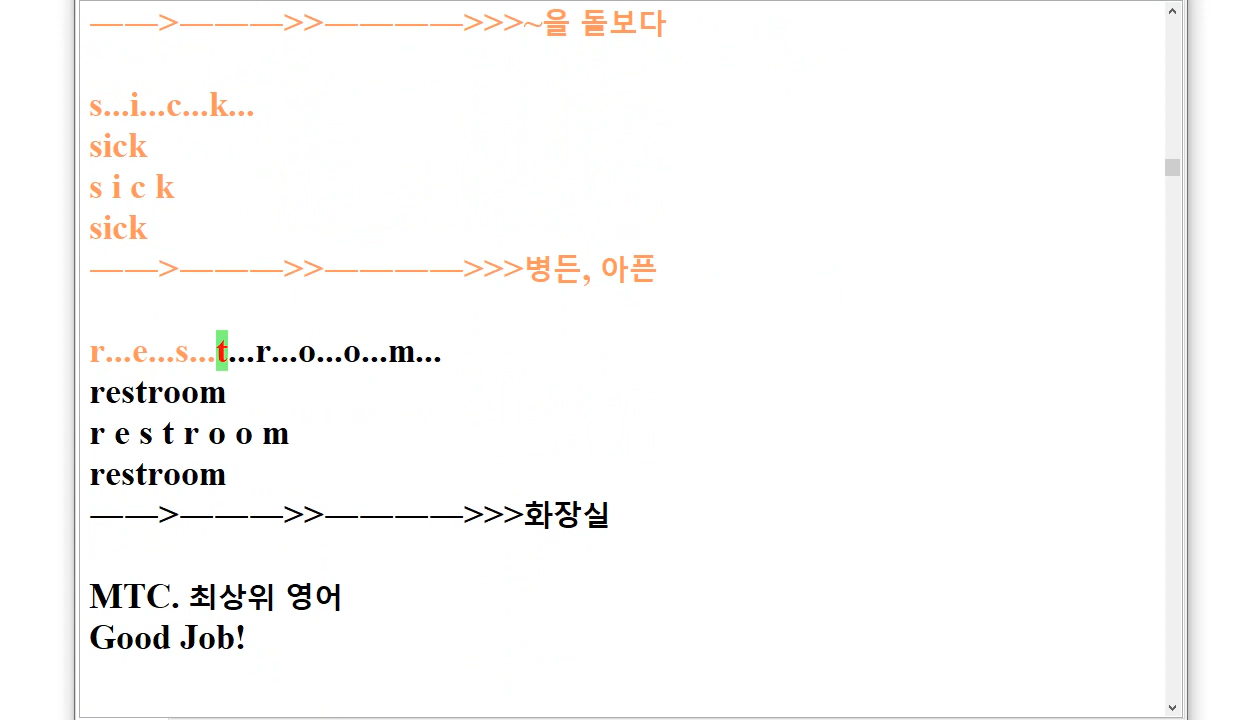 ——>———>>————>>>~을 돌보다
s...i...c...k...
sick
s i c k
sick
——>———>>————>>>병든, 아픈
r...e...s...t...r...o...o...m...
restroom
r e s t r o o m
restroom
——>———>>————>>>화장실
MTC. 최상위 영어
Good Job!